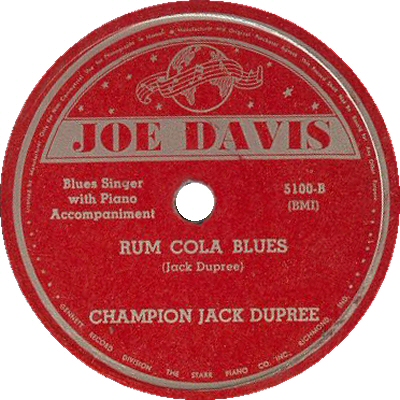 JOE DAVIS
Blues Singer
with Piano
Accompaniment
5100-B
(BMI)
RUM COLA BLUES
(Jack Dupree)
CHAMPION JACK DUPREE
GENNETT RECORD DIVISION THE STARR PIANO CO. INC., RICHMOND, IND.